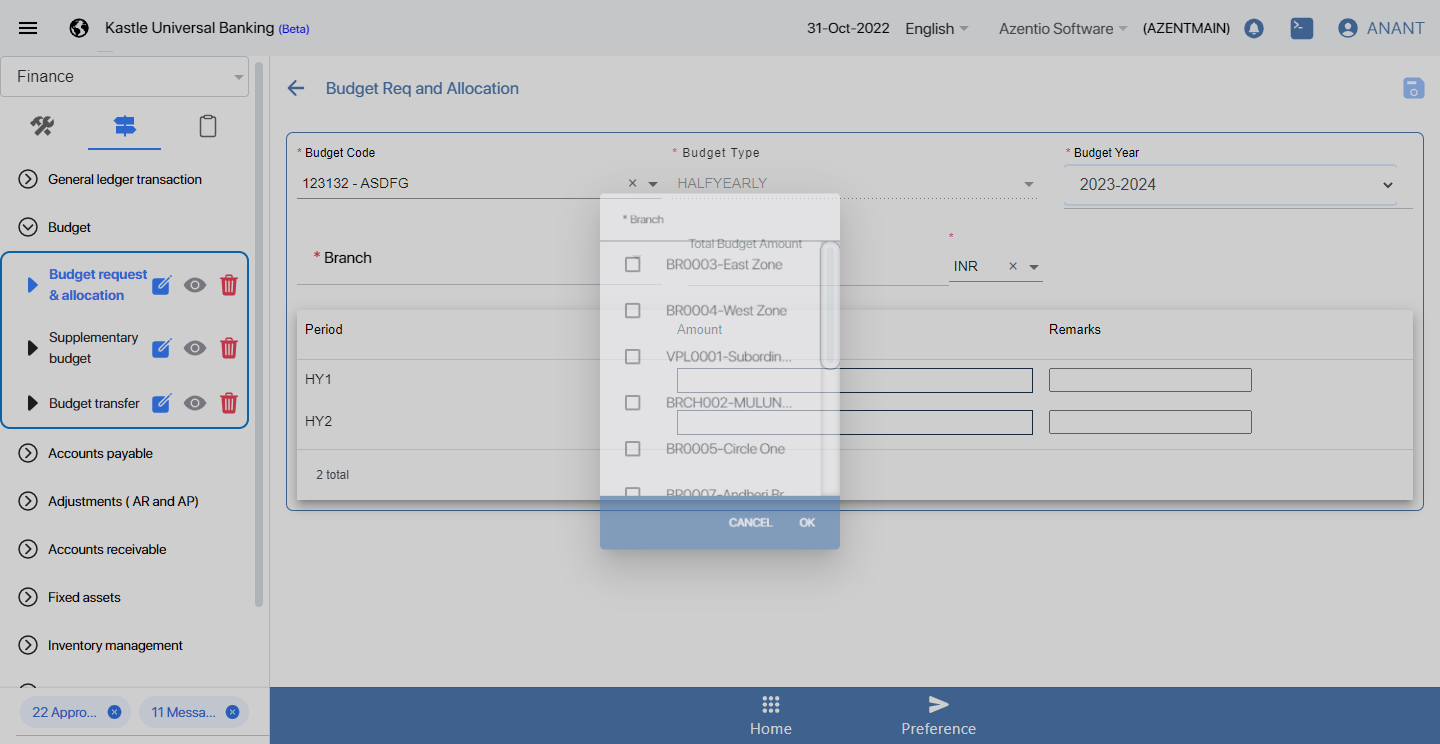 Kastle Universal Banking (Beta)
31-Oct-2022
English
Azentio Software
(AZENTMAIN)
ANANT
Finance
General ledger transaction
Budget
Budget request
& allocation
Supplementary
budget
Budget transfer
Accounts payable
Adjustments ( AR and AP)
Accounts receivable
Fixed assets
Inventory management
22 Appro...
11 Messa...
Budget Req and Allocation
* Budget Code
123132 - ASDFG
* Budget Type
HALFYEARLY
* Budget Year
2023-2024
* Branch
Total Budget Amount
*
INR
Period
Amount
Remarks
HY1
HY2
2 total
* Branch
BR0003-East Zone
BR0004-West Zone
VPL0001-Subordin...
BRCH002-MULUN...
BR0005-Circle One
BR0007-Andheri Br
CANCEL OK
Home
Preference